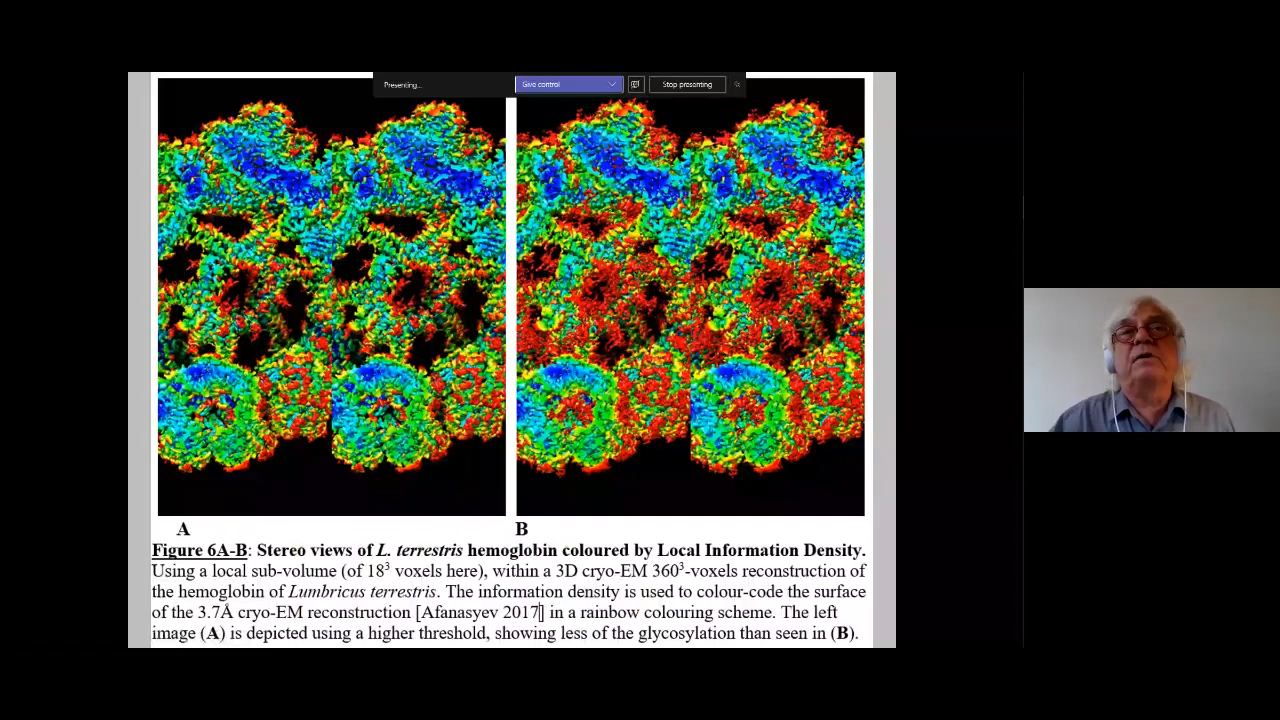 Presenting...
Give control
Stop presenting
A
B
Figure 6A-B: Stereo views of L. terrestris hemoglobin coloured by Local Information Density.
Using a local sub-volume (of 18³ voxels here), within a 3D cryo-EM 360³-voxels reconstruction of
the hemoglobin of Lumbricus terrestris. The information density is used to colour-code the surface
of the 3.7Å cryo-EM reconstruction [Afanasyev 2017] in a rainbow colouring scheme. The left
image (A) is depicted using a higher threshold, showing less of the glycosylation than seen in (B).